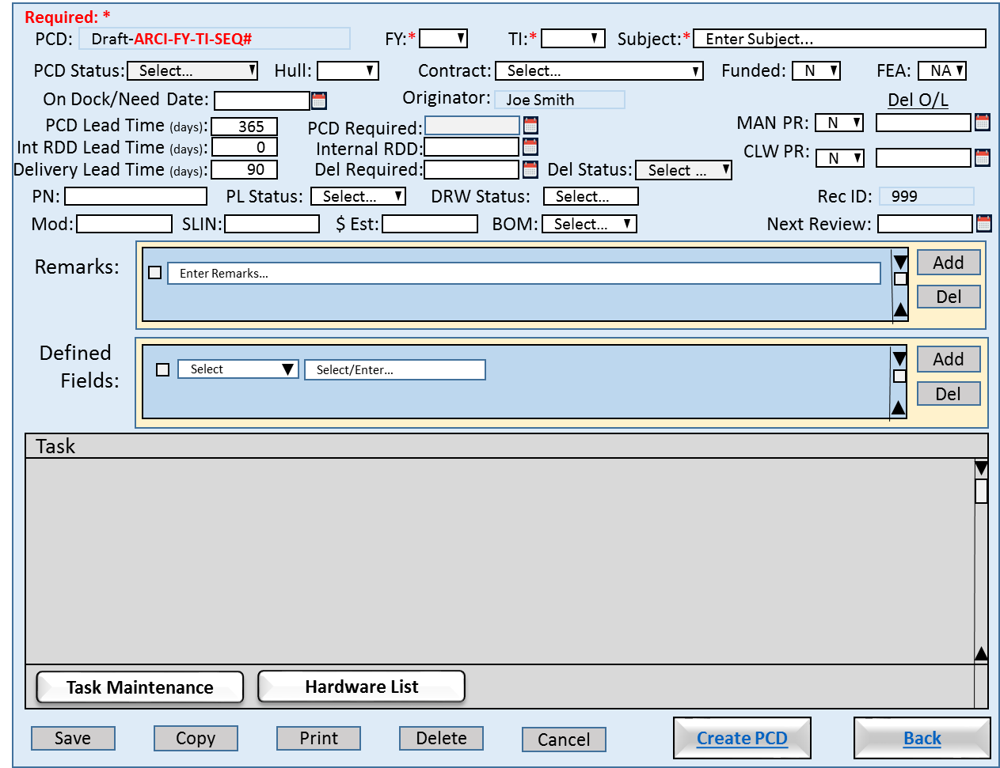 Required: *
PCD: Draft-ARCI-FY-TI-SEQ# FY:* TI:* Subject:* Enter Subject...
PCD Status: Select... Hull: Contract: Select... Funded: N FEA: NA
On Dock/Need Date: Originator: Joe Smith Del O/L
PCD Lead Time (days): 365 PCD Required: MAN PR: N
Int RDD Lead Time (days): 0 Internal RDD: CLW PR: N
Delivery Lead Time (days): 90 Del Required: Del Status: Select ...
PN: PL Status: Select... DRW Status: Select... Rec ID: 999
Mod: SLIN: $ Est: BOM: Select... Next Review:
Remarks: Enter Remarks... Add
Del
Defined Fields: Select Select/Enter... Add
Del
Task
Task Maintenance Hardware List
Save Copy Print Delete Cancel Create PCD Back